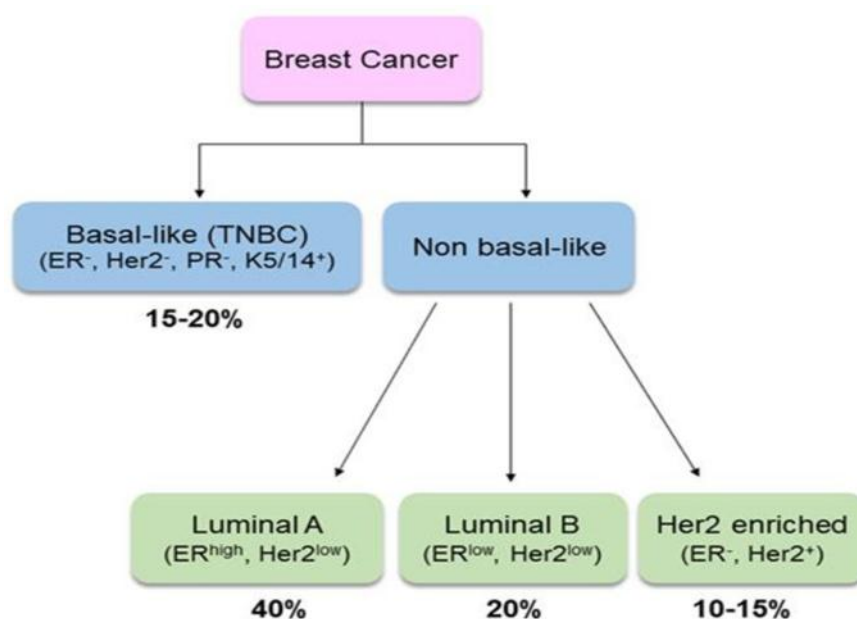 Breast Cancer
Basal-like (TNBC)
(ER⁻, Her2⁻, PR⁻, K5/14⁺)
Non basal-like
15-20%
Luminal A
(ERʰⁱᵍʰ, Her2ˡᵒʷ)
Luminal B
(ERˡᵒʷ, Her2ˡᵒʷ)
Her2 enriched
(ER⁻, Her2⁺)
40%
20%
10-15%